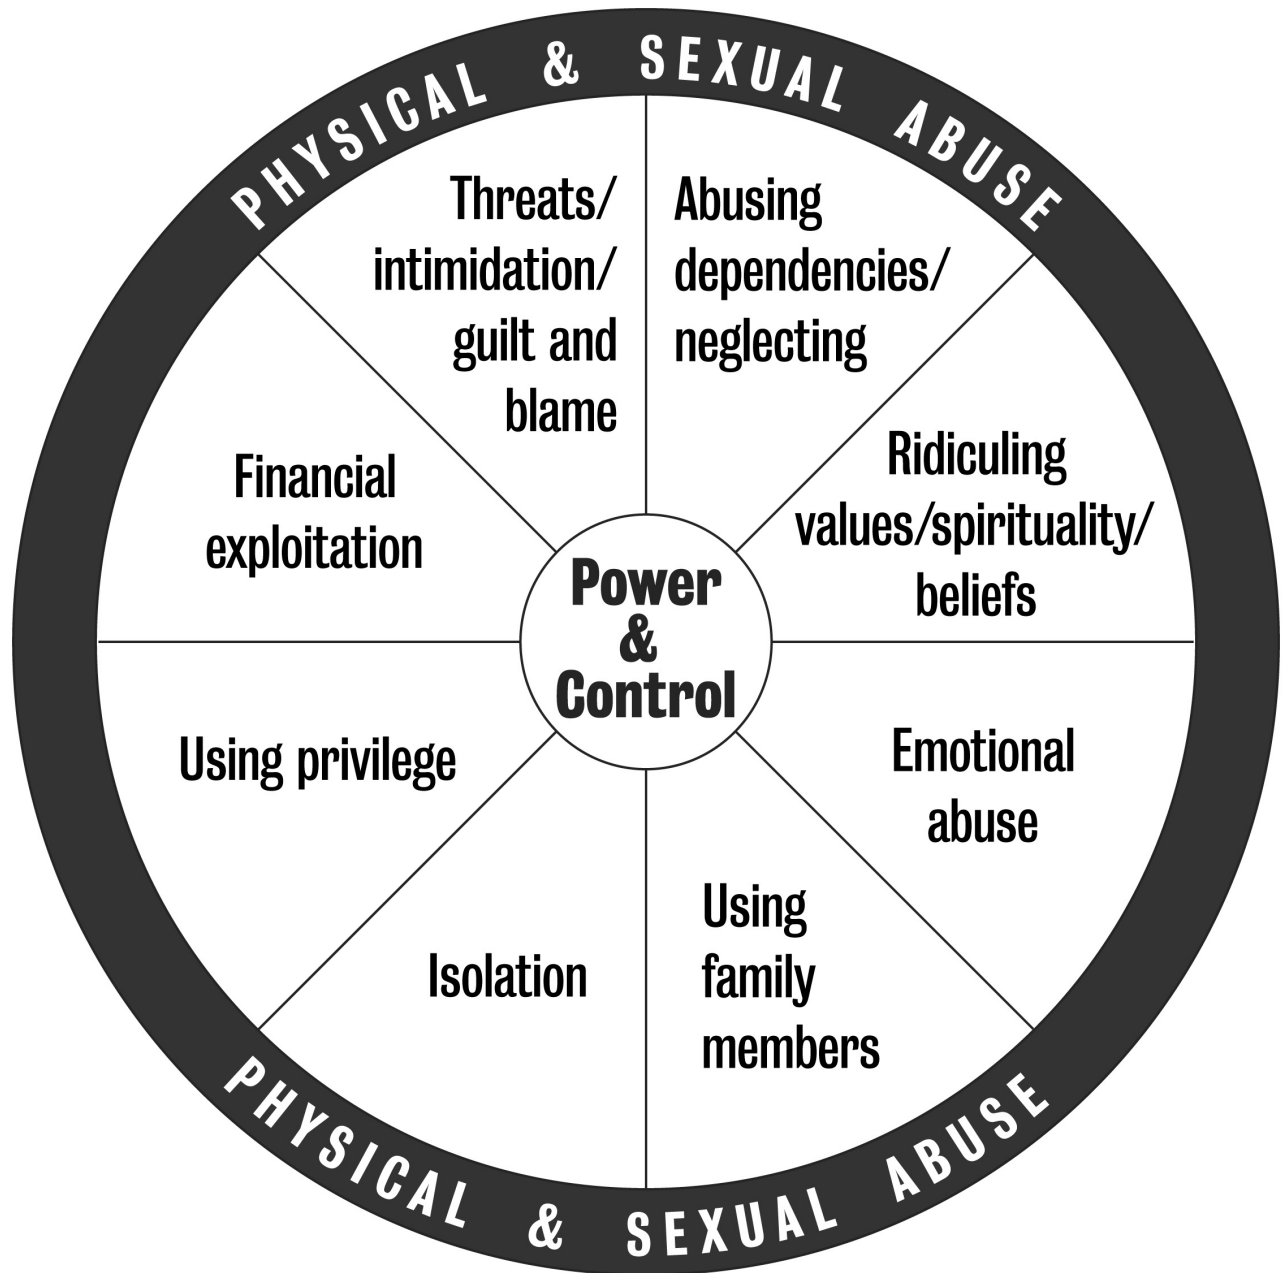 PHYSICAL & SEXUAL ABUSE
Threats/
intimidation/
guilt and
blame
Abusing
dependencies/
neglecting
Ridiculing
values/spirituality/
beliefs
Emotional
abuse
Using
family
members
Isolation
Using privilege
Financial
exploitation
Power
&
Control
PHYSICAL & SEXUAL ABUSE